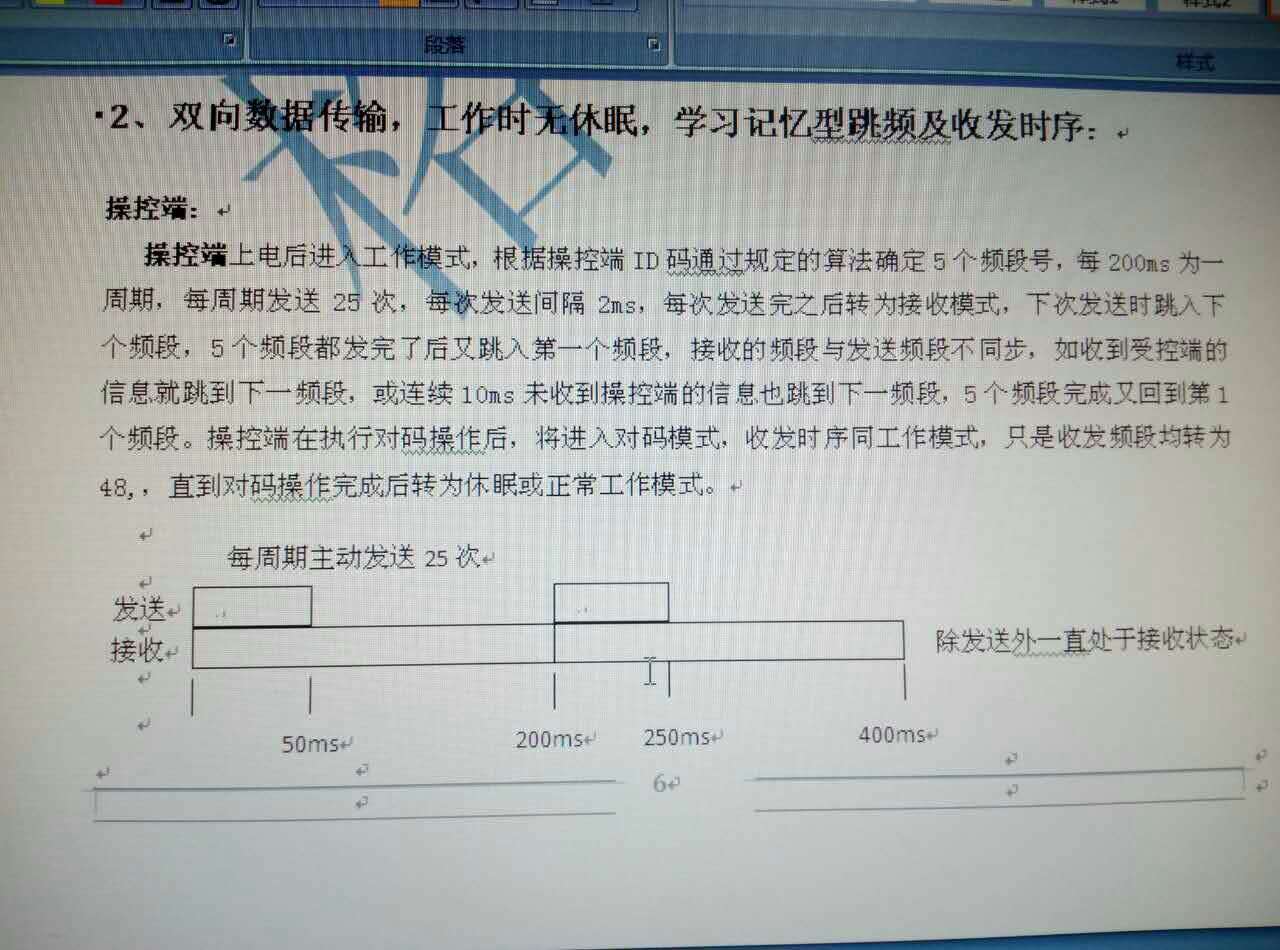 段落
样式
·2、双向数据传输，工作时无休眠，学习记忆型跳频及收发时序：
操控端：
操控端上电后进入工作模式，根据操控端 ID 码通过规定的算法确定 5 个频段号，每 200ms 为一
周期，每周期发送 25 次，每次发送间隔 2ms，每次发送完之后转为接收模式，下次发送时跳入下
个频段，5 个频段都发完了后又跳入第一个频段，接收的频段与发送频段不同步，如收到受控端的
信息就跳到下一频段，或连续 10ms 未收到操控端的信息也跳到下一频段，5 个频段完成又回到第 1
个频段。操控端在执行对码操作后，将进入对码模式，收发时序同工作模式，只是收发频段均转为
48,，直到对码操作完成后转为休眠或正常工作模式。
每周期主动发送 25 次
发送
接收 除发送外一直处于接收状态
50ms 200ms 250ms 400ms
6